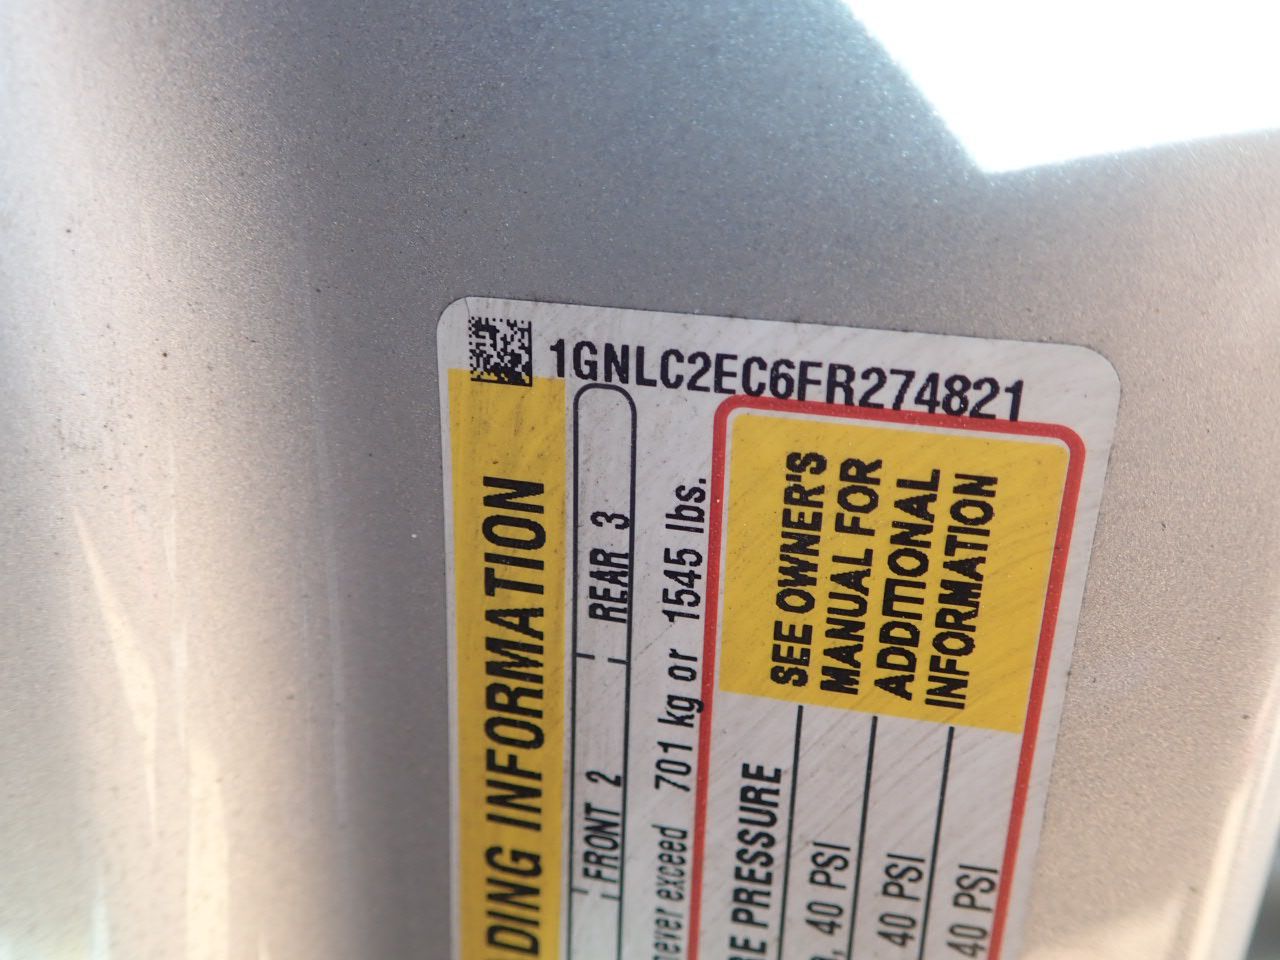 1GNLC2EC6FR274821
DING INFORMATION
FRONT 2
REAR 3
never exceed 701 kg or 1545 lbs.
PRESSURE
SEE OWNER'S
MANUAL FOR
ADDITIONAL
INFORMATION
40 PSI
40 PSI
40 PSI